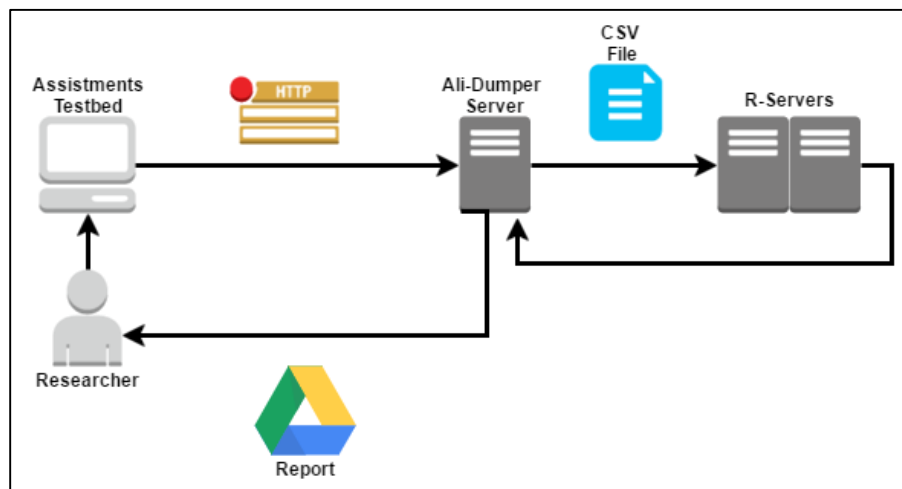 Assistments
Testbed
HTTP
Ali-Dumper
Server
CSV
File
R-Servers
Researcher
Report